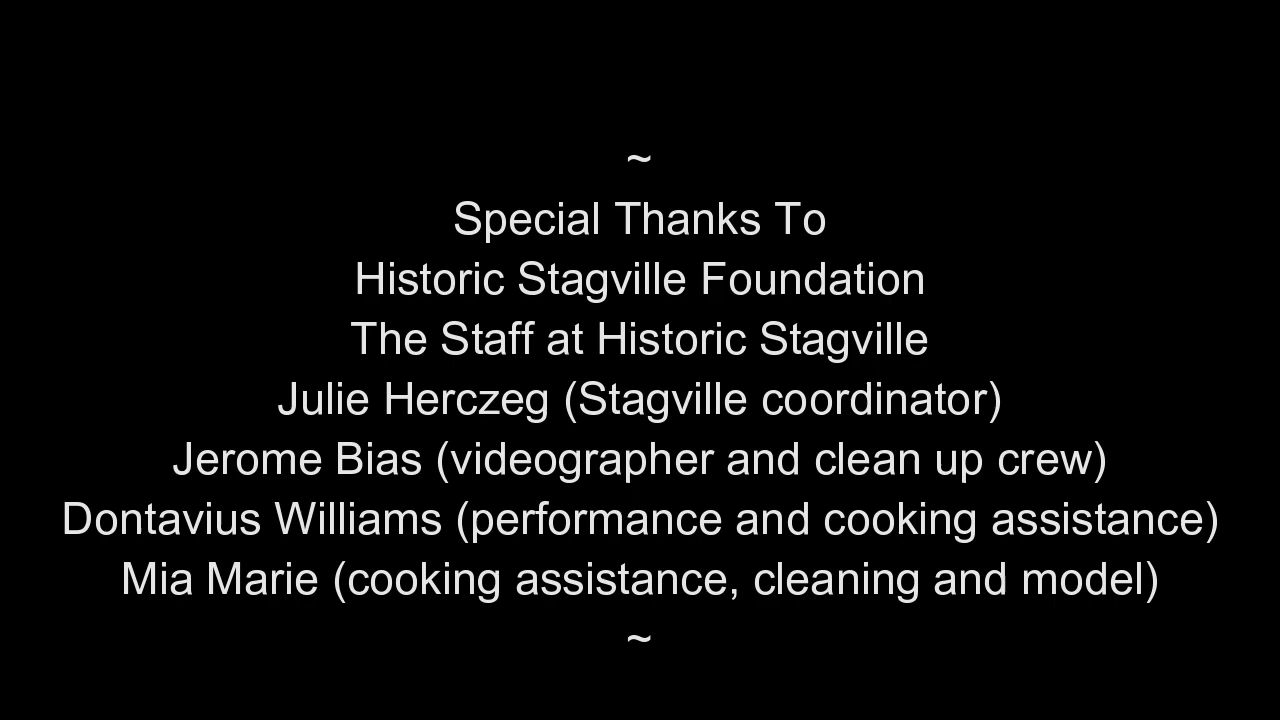 ~
Special Thanks To
Historic Stagville Foundation
The Staff at Historic Stagville
Julie Herczeg (Stagville coordinator)
Jerome Bias (videographer and clean up crew)
Dontavius Williams (performance and cooking assistance)
Mia Marie (cooking assistance, cleaning and model)
~